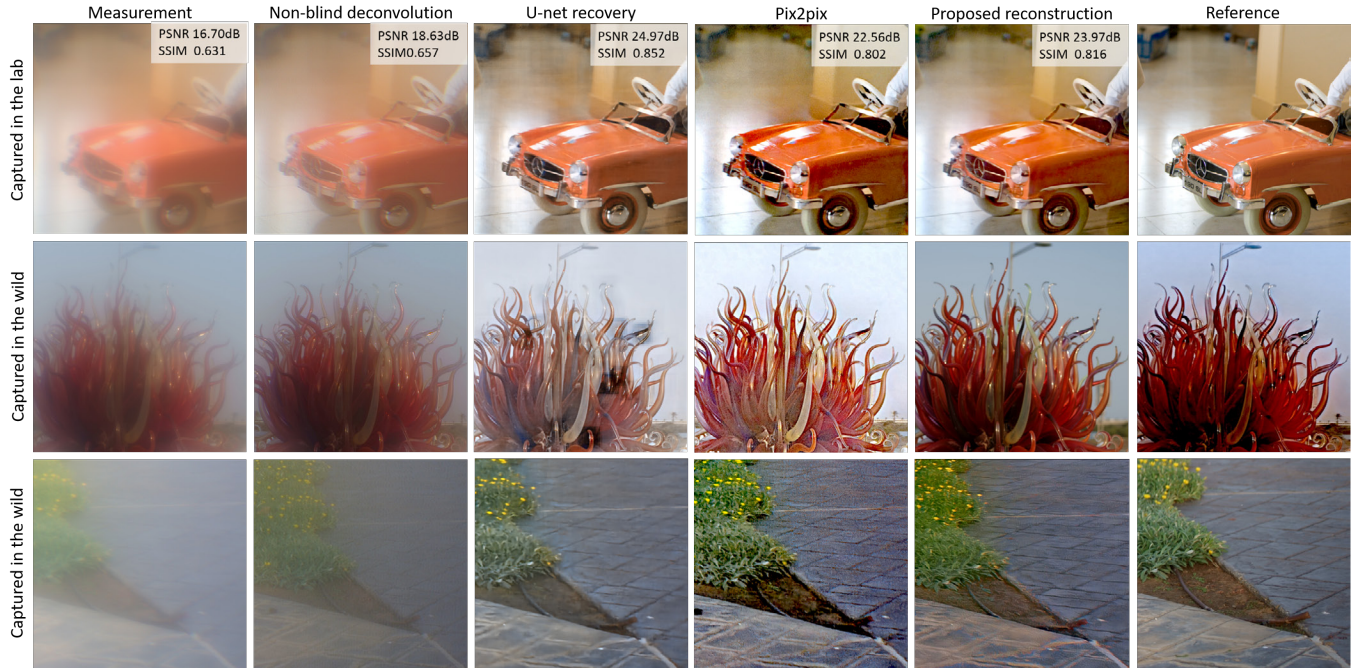 Measurement
Non-blind deconvolution
U-net recovery
Pix2pix
Proposed reconstruction
Reference
Captured in the lab
PSNR 16.70dB
SSIM 0.631
PSNR 18.63dB
SSIM0.657
PSNR 24.97dB
SSIM 0.852
PSNR 22.56dB
SSIM 0.802
PSNR 23.97dB
SSIM 0.816
Captured in the wild
Captured in the wild